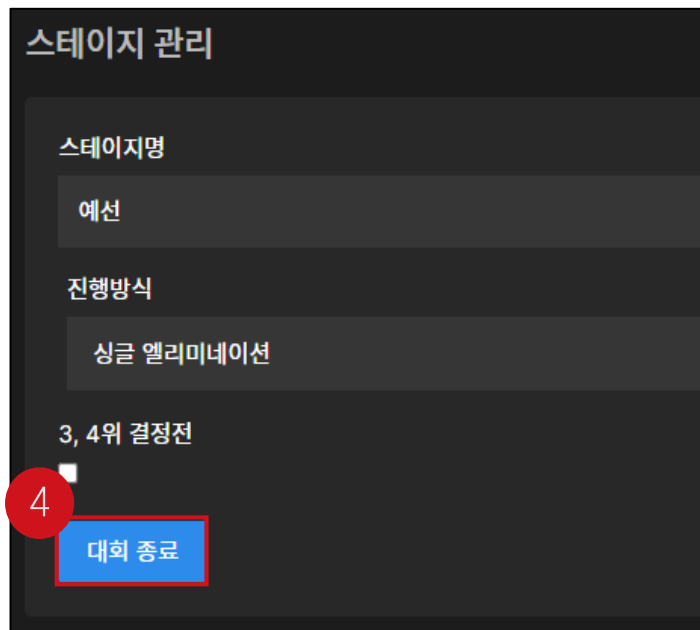 스테이지 관리
스테이지명
예선
진행방식
싱글 엘리미네이션
3, 4위 결정전
4
대회 종료